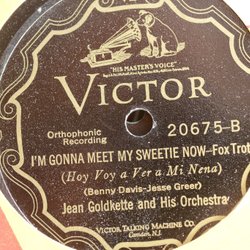 "HIS MASTER'S VOICE"
VICTOR
Orthophonic
Recording
20675-B
I'M GONNA MEET MY SWEETIE NOW—Fox Trot
(Hoy Voy a Ver a Mi Nena)
(Benny Davis-Jesse Greer)
Jean Goldkette and His Orchestra
VICTOR TALKING MACHINE CO.
Camden, N.J.